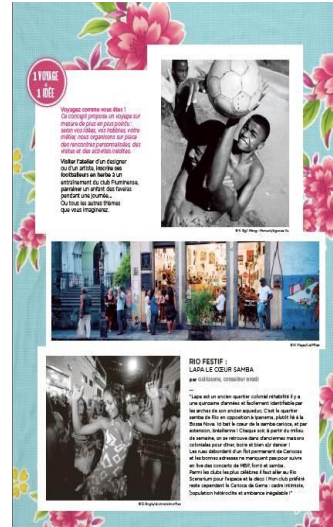 1 VOYAGE
=
1 IDÉE
Voyagez comme vous êtes !
Ce concept propose un voyage sur
mesure de plus en plus pointu :
selon vos idées, vos hobbies, votre
métier, nous organisons sur place
des rencontres personnalisées, des
visites et des activités inédites.
Visiter l'atelier d'un designer
ou d'un artiste, inscrire ses
footballeurs en herbe à un
entraînement du club Fluminense,
parrainer un enfant des favelas
pendant une journée...
Ou tous les autres thèmes
que vous imaginerez.
RIO FESTIF :
LAPA LE CŒUR SAMBA
par Guillaume, conseiller Brésil
—
"Lapa est un ancien quartier colonial réhabilité il y a
une quinzaine d'années et facilement identifiable par
les arches de son ancien aqueduc. C'est le quartier
samba de Rio en opposition à Ipanema, plutôt lié à la
Bossa Nova. Ici bat le cœur de la samba carioca, et par
extension, brésilienne ! Chaque soir, à partir du milieu
de semaine, on se retrouve dans d'anciennes maisons
coloniales pour dîner, boire et bien sûr danser !
Les rues débordent d'un flot permanent de Cariocas
et les bonnes adresses ne manquent pas pour suivre
en live des concerts de MPB, forró et samba.
Parmi les clubs les plus célèbres il faut aller au Rio
Scenarium pour l'espace et la déco ! Mon club préféré
reste cependant le Carioca da Gema : cadre intimiste,
population hétéroclite et ambiance inégalable !"